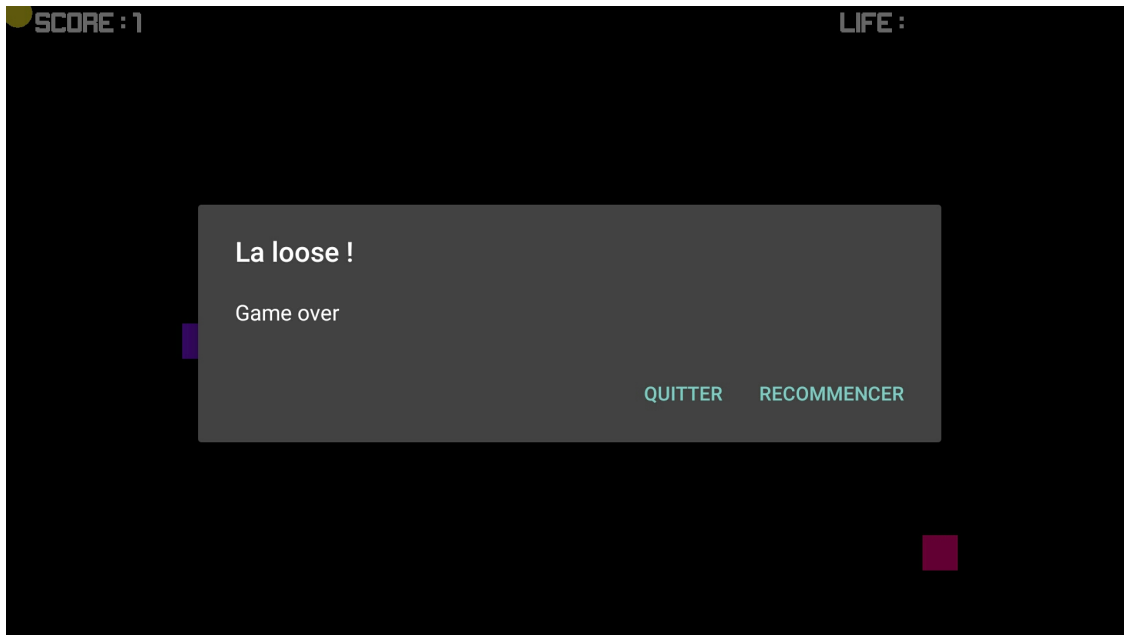 SCORE : 1
LIFE :
La loose !
Game over
QUITTER
RECOMMENCER